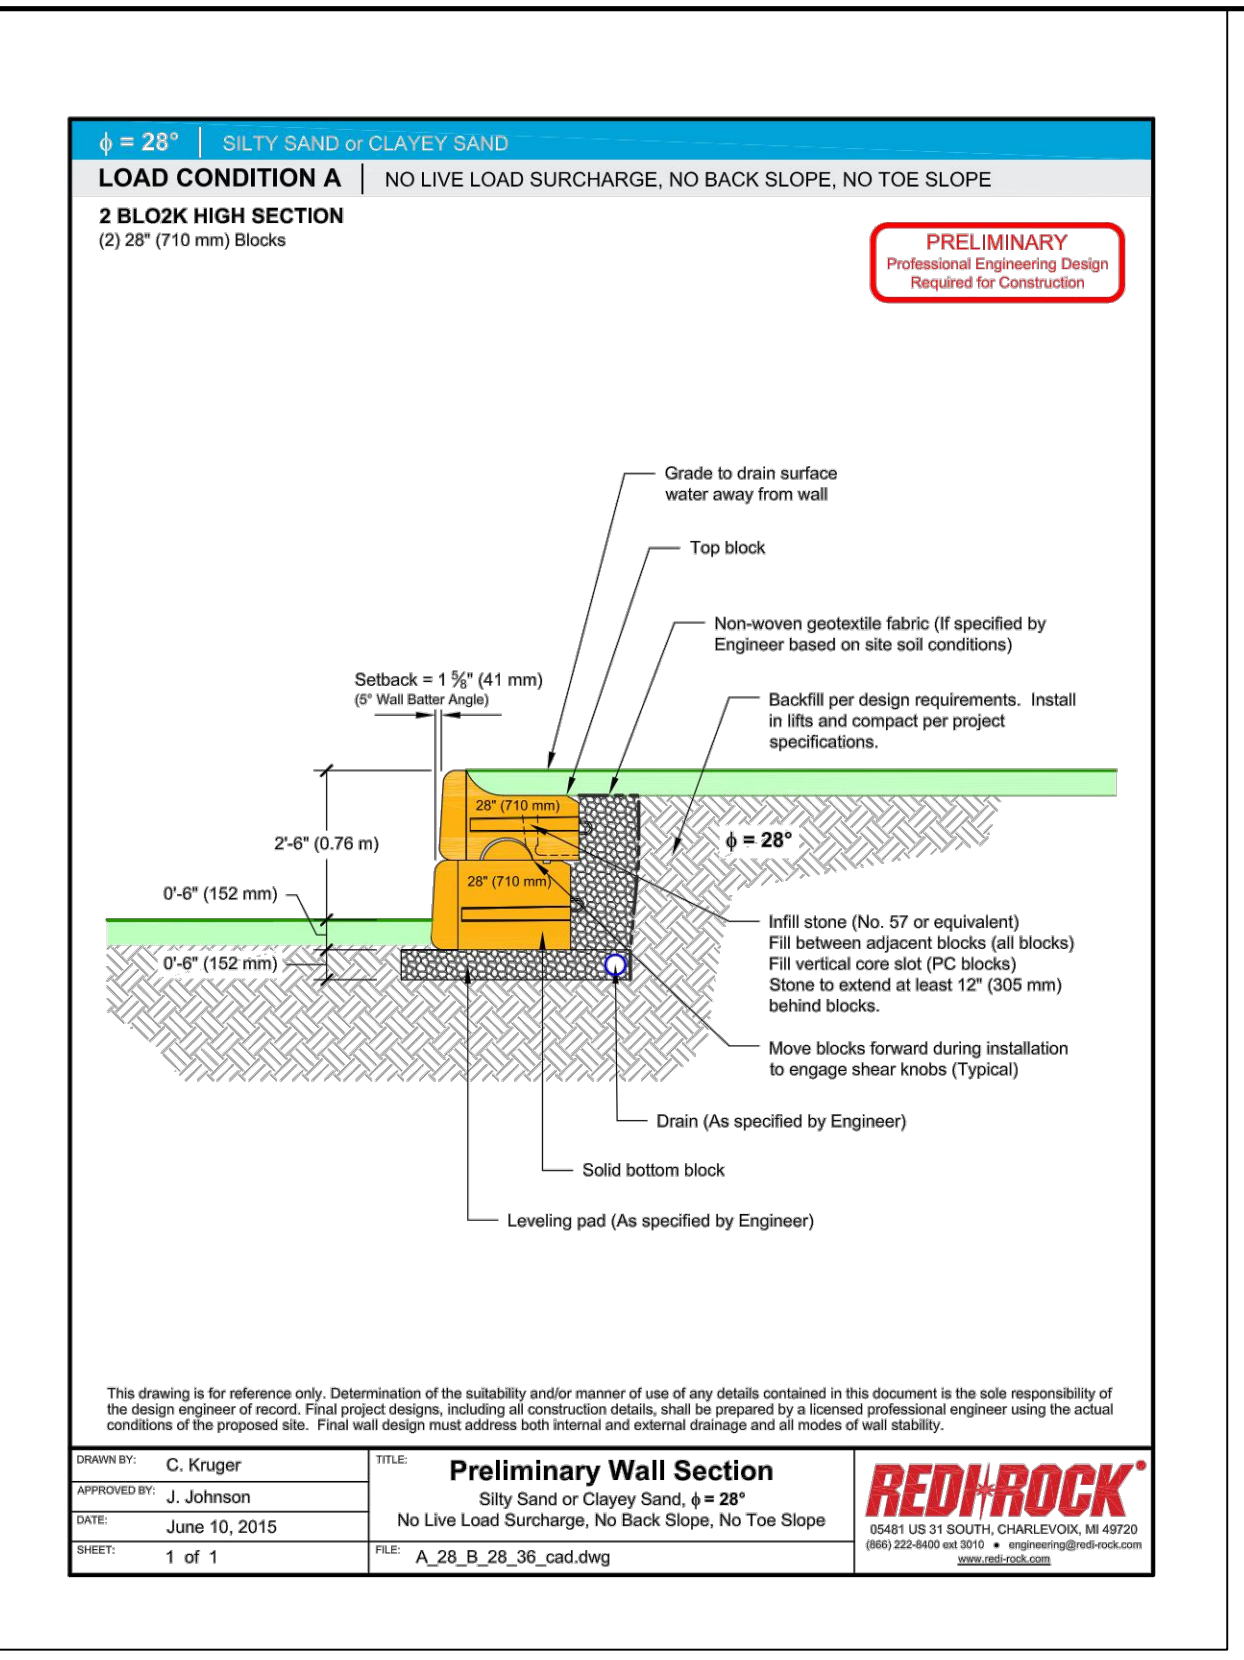 ϕ = 28° | SILTY SAND or CLAYEY SAND
LOAD CONDITION A | NO LIVE LOAD SURCHARGE, NO BACK SLOPE, NO TOE SLOPE
2 BLO2K HIGH SECTION
(2) 28" (710 mm) Blocks
PRELIMINARY
Professional Engineering Design
Required for Construction
Grade to drain surface
water away from wall
Top block
Non-woven geotextile fabric (If specified by
Engineer based on site soil conditions)
Setback = 1 5⁄8" (41 mm)
(5° Wall Batter Angle)
Backfill per design requirements. Install
in lifts and compact per project
specifications.
28" (710 mm)
2'-6" (0.76 m)
ϕ = 28°
28" (710 mm)
0'-6" (152 mm)
0'-6" (152 mm)
Infill stone (No. 57 or equivalent)
Fill between adjacent blocks (all blocks)
Fill vertical core slot (PC blocks)
Stone to extend at least 12" (305 mm)
behind blocks.
Move blocks forward during installation
to engage shear knobs (Typical)
Drain (As specified by Engineer)
Solid bottom block
Leveling pad (As specified by Engineer)
This drawing is for reference only. Determination of the suitability and/or manner of use of any details contained in this document is the sole responsibility of
the design engineer of record. Final project designs, including all construction details, shall be prepared by a licensed professional engineer using the actual
conditions of the proposed site. Final wall design must address both internal and external drainage and all modes of wall stability.
DRAWN BY: C. Kruger
APPROVED BY: J. Johnson
DATE: June 10, 2015
SHEET: 1 of 1
TITLE: Preliminary Wall Section
Silty Sand or Clayey Sand, ϕ = 28°
No Live Load Surcharge, No Back Slope, No Toe Slope
FILE: A_28_B_28_36_cad.dwg
REDI-ROCK®
05481 US 31 SOUTH, CHARLEVOIX, MI 49720
(866) 222-8400 ext 3010 • engineering@redi-rock.com
www.redi-rock.com